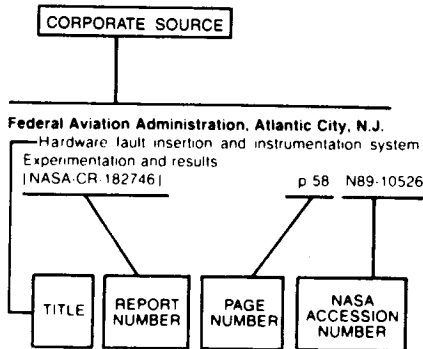 CORPORATE SOURCE
Federal Aviation Administration, Atlantic City, N.J.
Hardware fault insertion and instrumentation system
Experimentation and results
[NASA-CR-182746] p 58 N89-10526
TITLE
REPORT
NUMBER
PAGE
NUMBER
NASA
ACCESSION
NUMBER